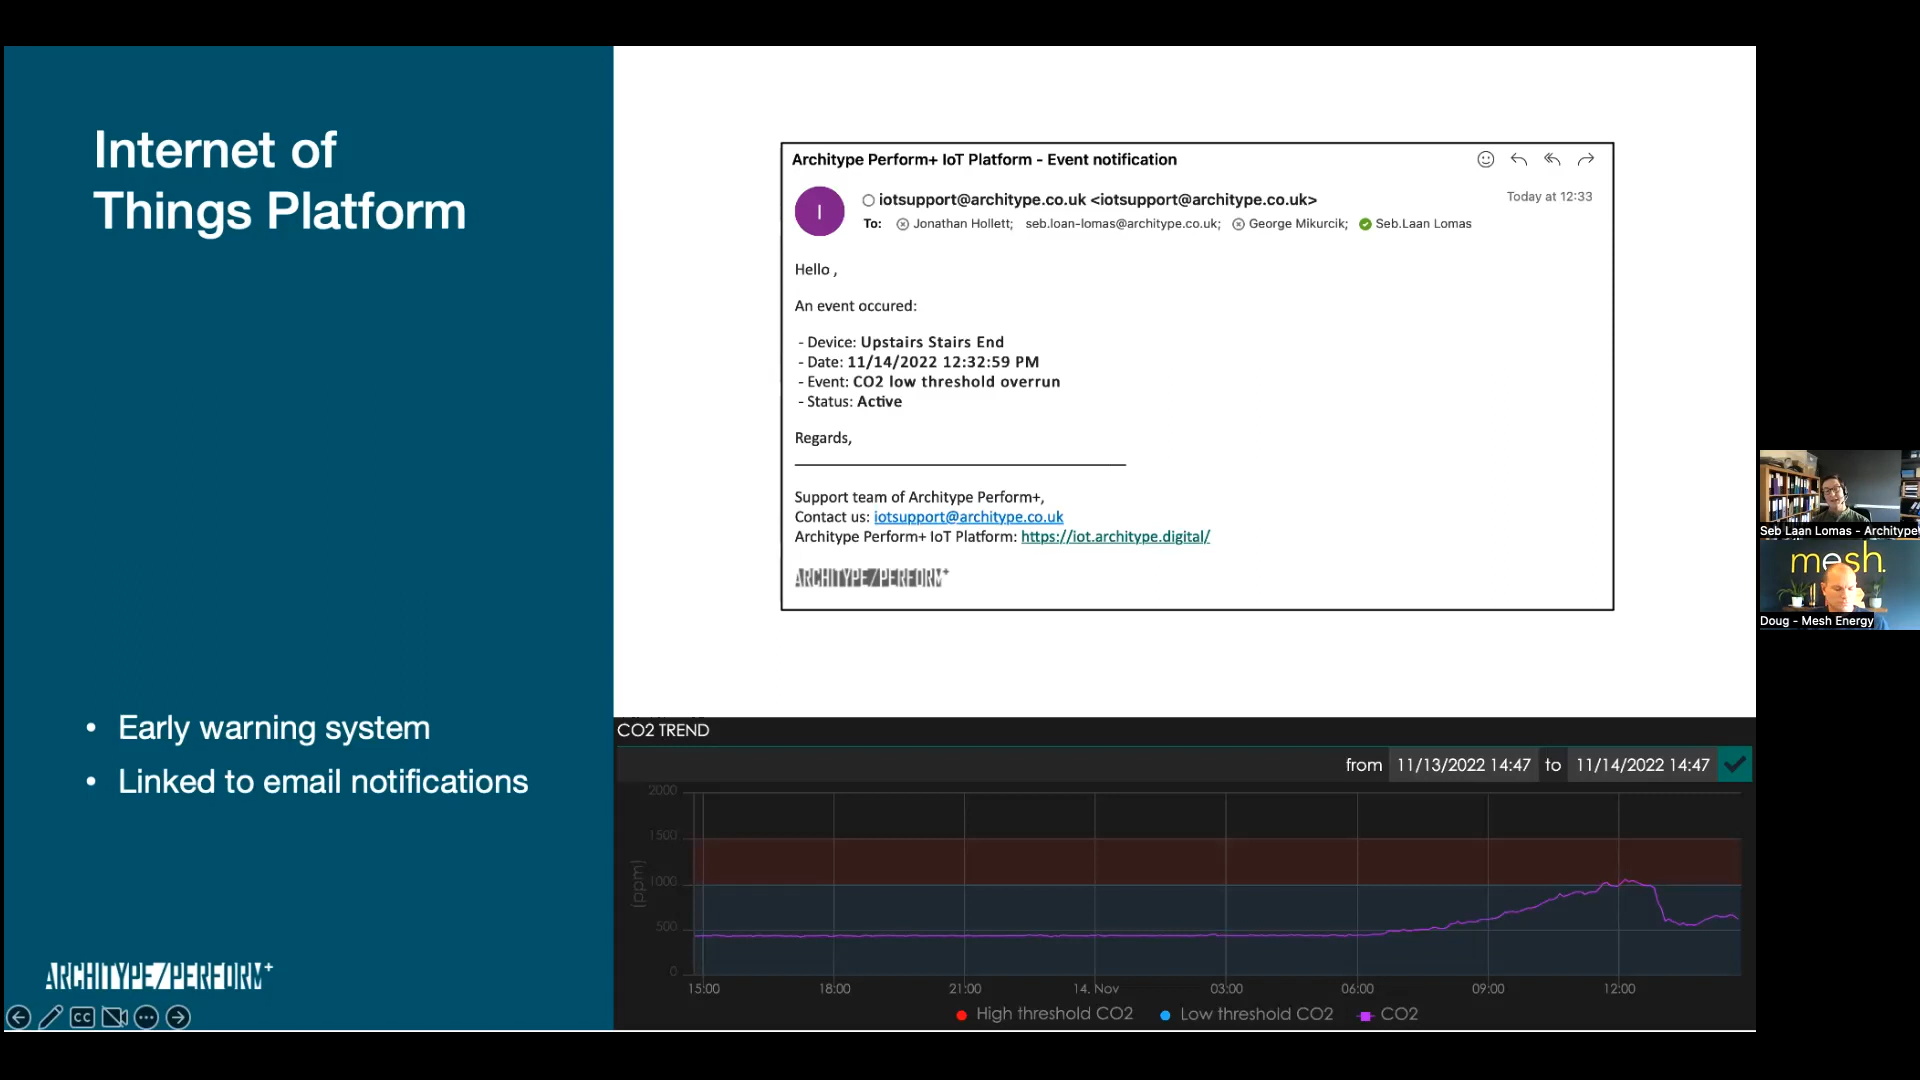 Internet of
Things Platform
• Early warning system
• Linked to email notifications
ARCHITYPE/PERFORM+
CC
Architype Perform+ IoT Platform - Event notification
I
iotsupport@architype.co.uk <iotsupport@architype.co.uk>
Today at 12:33
To: Jonathan Hollett; seb.loan-lomas@architype.co.uk; George Mikurcik; Seb.Laan Lomas
Hello ,
An event occured:
- Device: Upstairs Stairs End
- Date: 11/14/2022 12:32:59 PM
- Event: CO2 low threshold overrun
- Status: Active
Regards,
Support team of Architype Perform+,
Contact us: iotsupport@architype.co.uk
Architype Perform+ IoT Platform: https://iot.architype.digital/
ARCHITYPE/PERFORM+
CO2 TREND
from 11/13/2022 14:47 to 11/14/2022 14:47
2000
1500
1000
500
0
(ppm)
15:00 18:00 21:00 14. Nov 03:00 06:00 09:00 12:00
High threshold CO2 Low threshold CO2 CO2
Seb Laan Lomas - Architype
mesh.
Doug - Mesh Energy